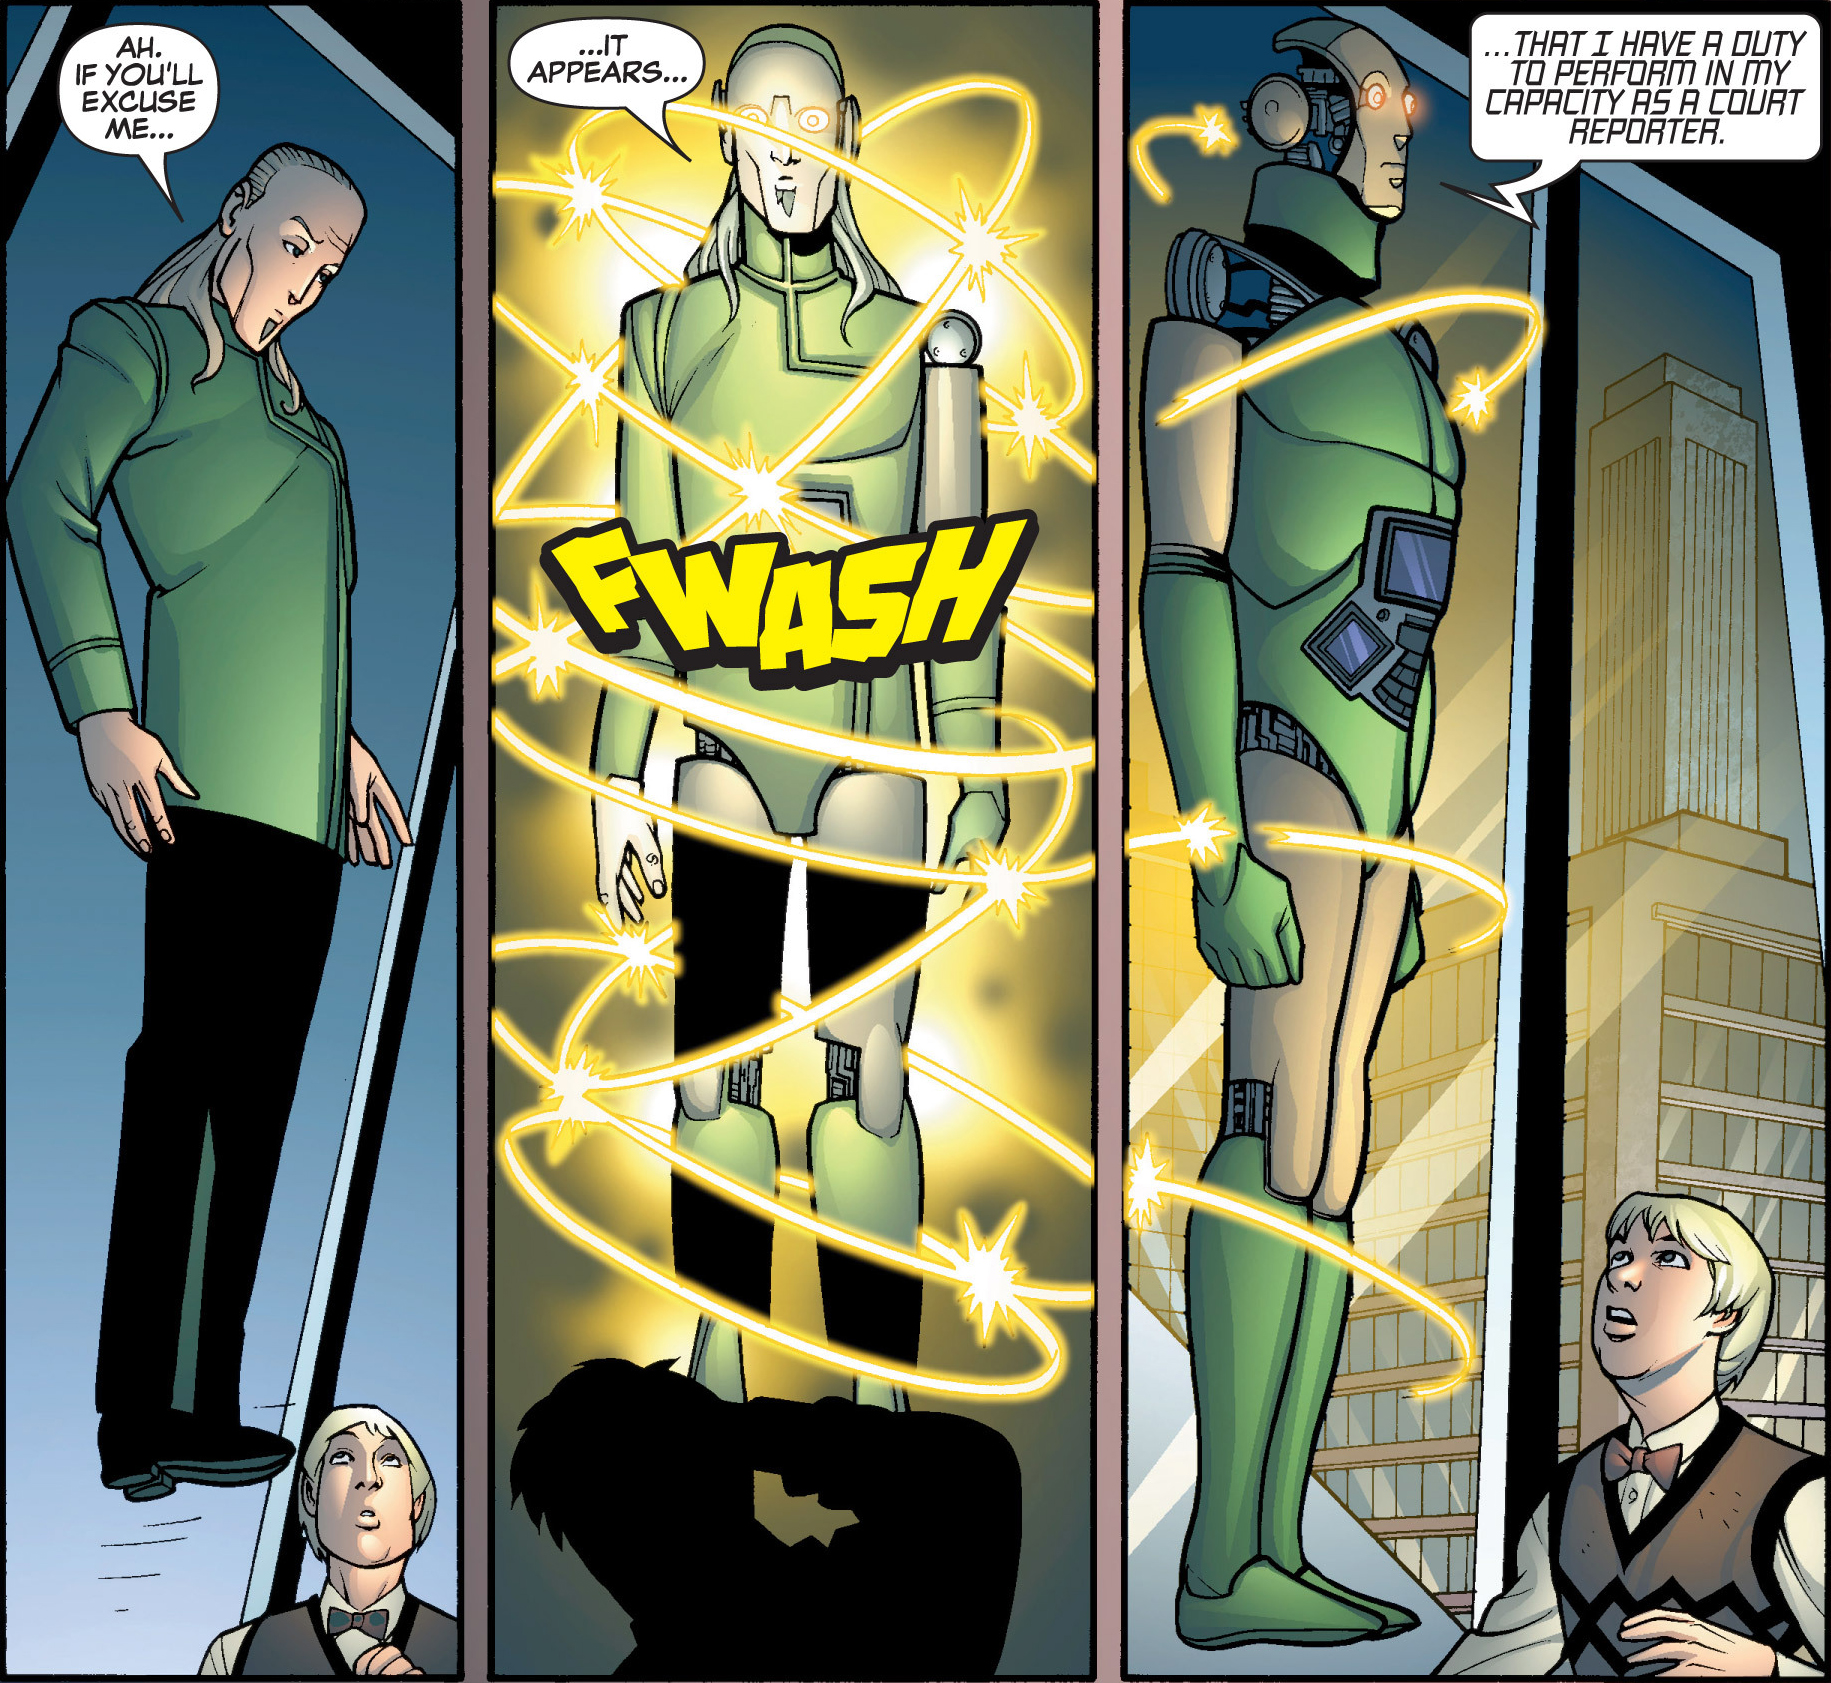 AH.
IF YOU'LL
EXCUSE
ME...
...IT
APPEARS...
FWASH
...THAT I HAVE A DUTY
TO PERFORM IN MY
CAPACITY AS A COURT
REPORTER.